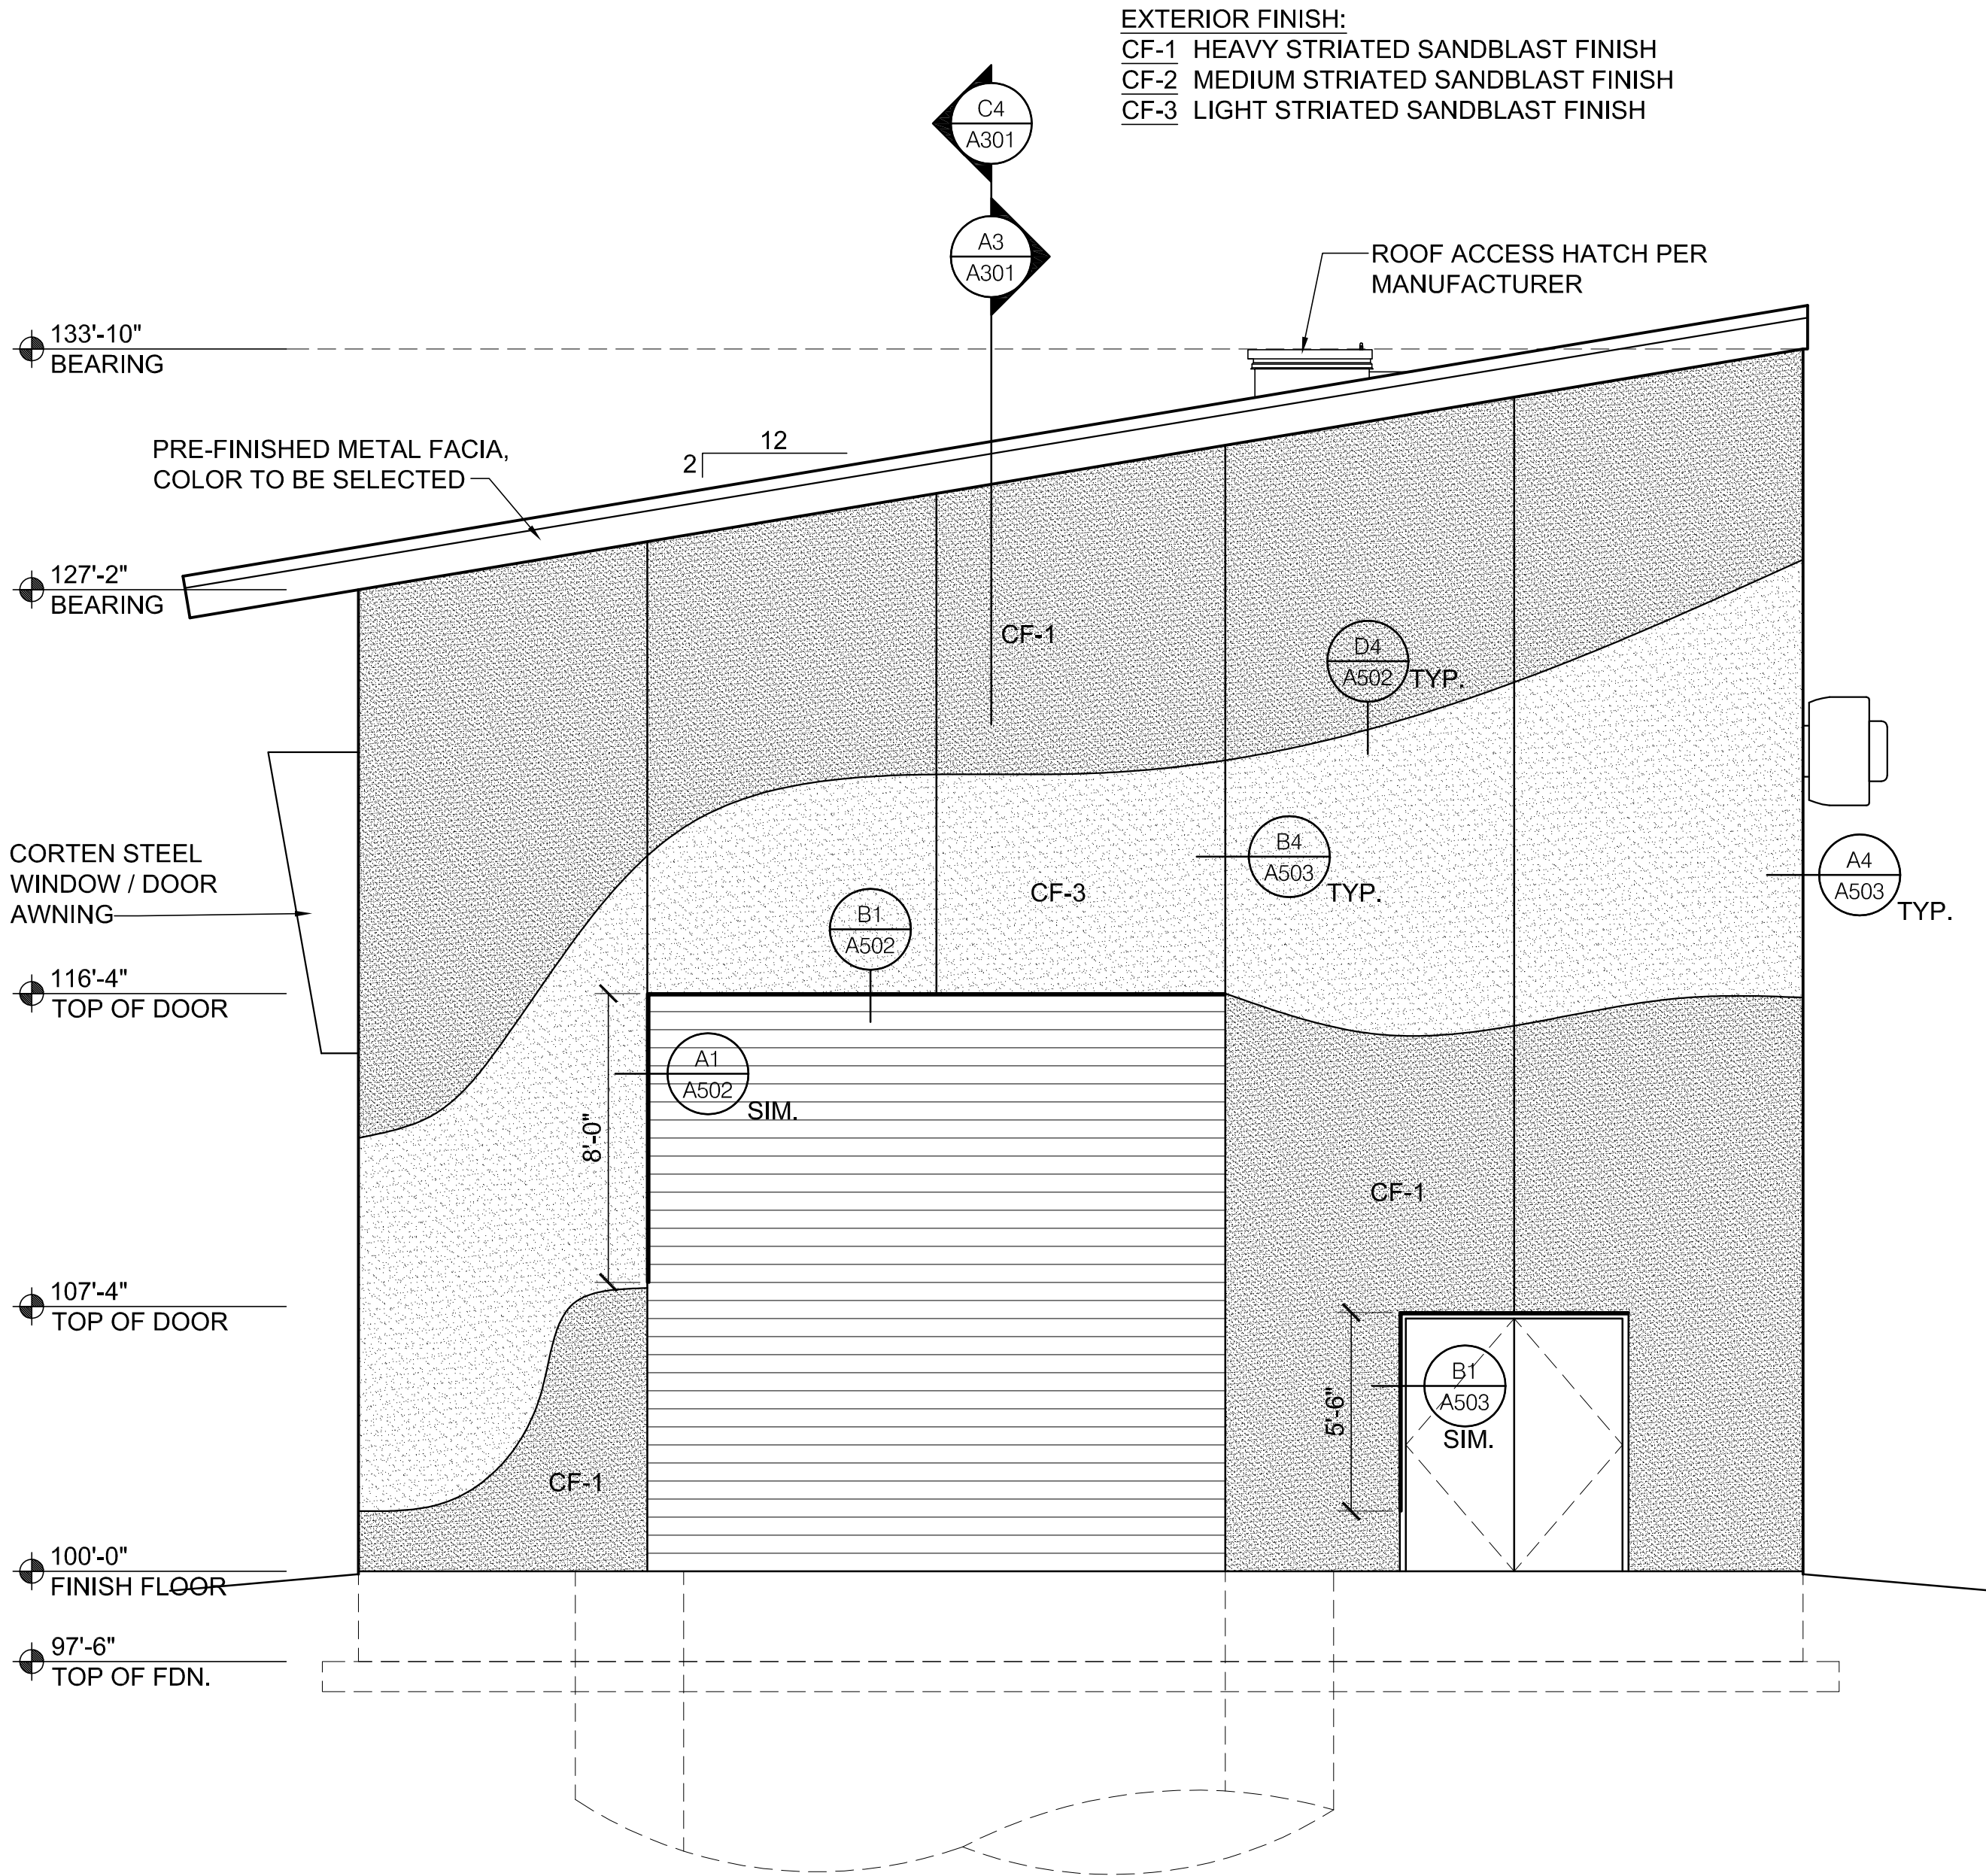 EXTERIOR FINISH:
CF-1 HEAVY STRIATED SANDBLAST FINISH
CF-2 MEDIUM STRIATED SANDBLAST FINISH
CF-3 LIGHT STRIATED SANDBLAST FINISH
C4
A301
A3
A301
ROOF ACCESS HATCH PER
MANUFACTURER
133'-10"
BEARING
PRE-FINISHED METAL FACIA,
COLOR TO BE SELECTED
12
2
127'-2"
BEARING
CF-1
D4
A502
TYP.
CORTEN STEEL
WINDOW / DOOR
AWNING
B4
A503
TYP.
A4
A503
TYP.
CF-3
B1
A502
116'-4"
TOP OF DOOR
A1
A502
SIM.
8'-0"
CF-1
107'-4"
TOP OF DOOR
B1
A503
SIM.
5'-6"
CF-1
100'-0"
FINISH FLOOR
97'-6"
TOP OF FDN.